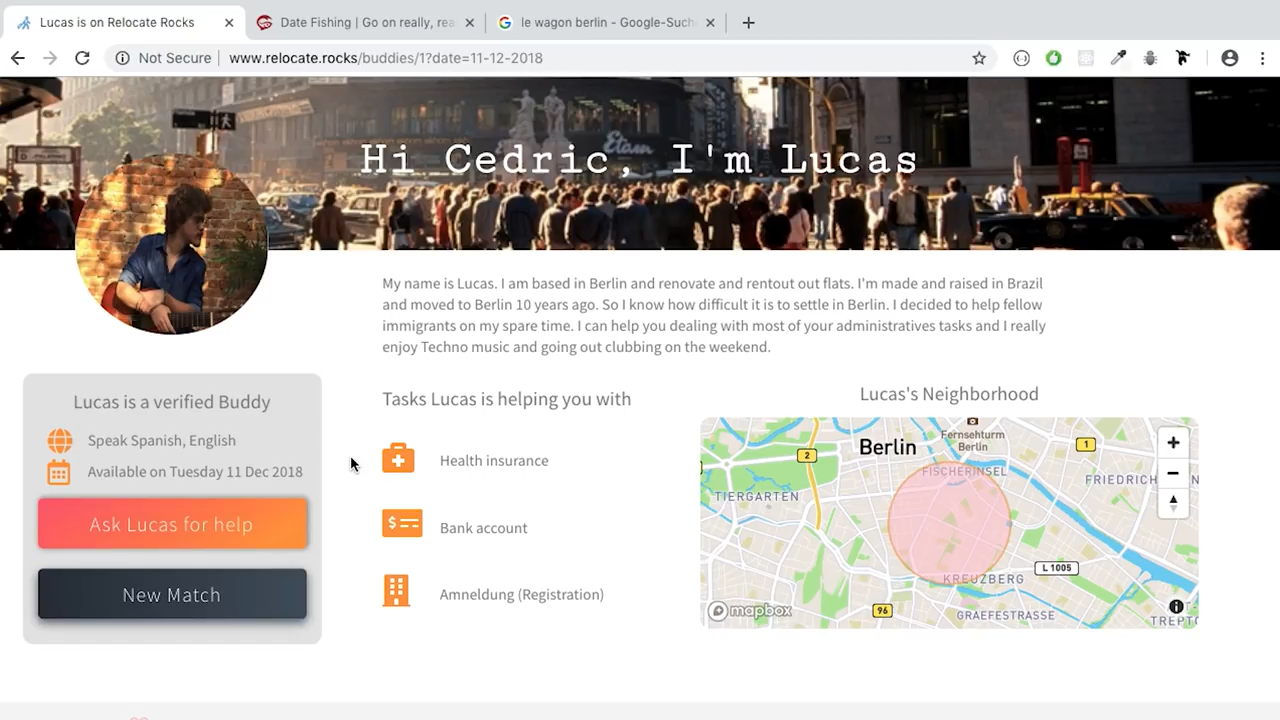 Lucas is on Relocate Rocks
Date Fishing | Go on really, rea
le wagon berlin - Google-Such
Not Secure
www.relocate.rocks/buddies/1?date=11-12-2018
Etam
Hi Cedric, I'm Lucas
My name is Lucas. I am based in Berlin and renovate and rentout out flats. I'm made and raised in Brazil
and moved to Berlin 10 years ago. So I know how difficult it is to settle in Berlin. I decided to help fellow
immigrants on my spare time. I can help you dealing with most of your administratives tasks and I really
enjoy Techno music and going out clubbing on the weekend.
Lucas is a verified Buddy
Speak Spanish, English
Available on Tuesday 11 Dec 2018
Ask Lucas for help
New Match
Tasks Lucas is helping you with
Health insurance
Bank account
Amneldung (Registration)
Lucas's Neighborhood
Berlin
Fernsehturm
Berlin
1
2
FISCHERINSEL
FRIEDRICH
N
TIERGARTEN
L 1005
KREUZBERG
96
GRAEFESTRASSE
TREPTO
mapbox